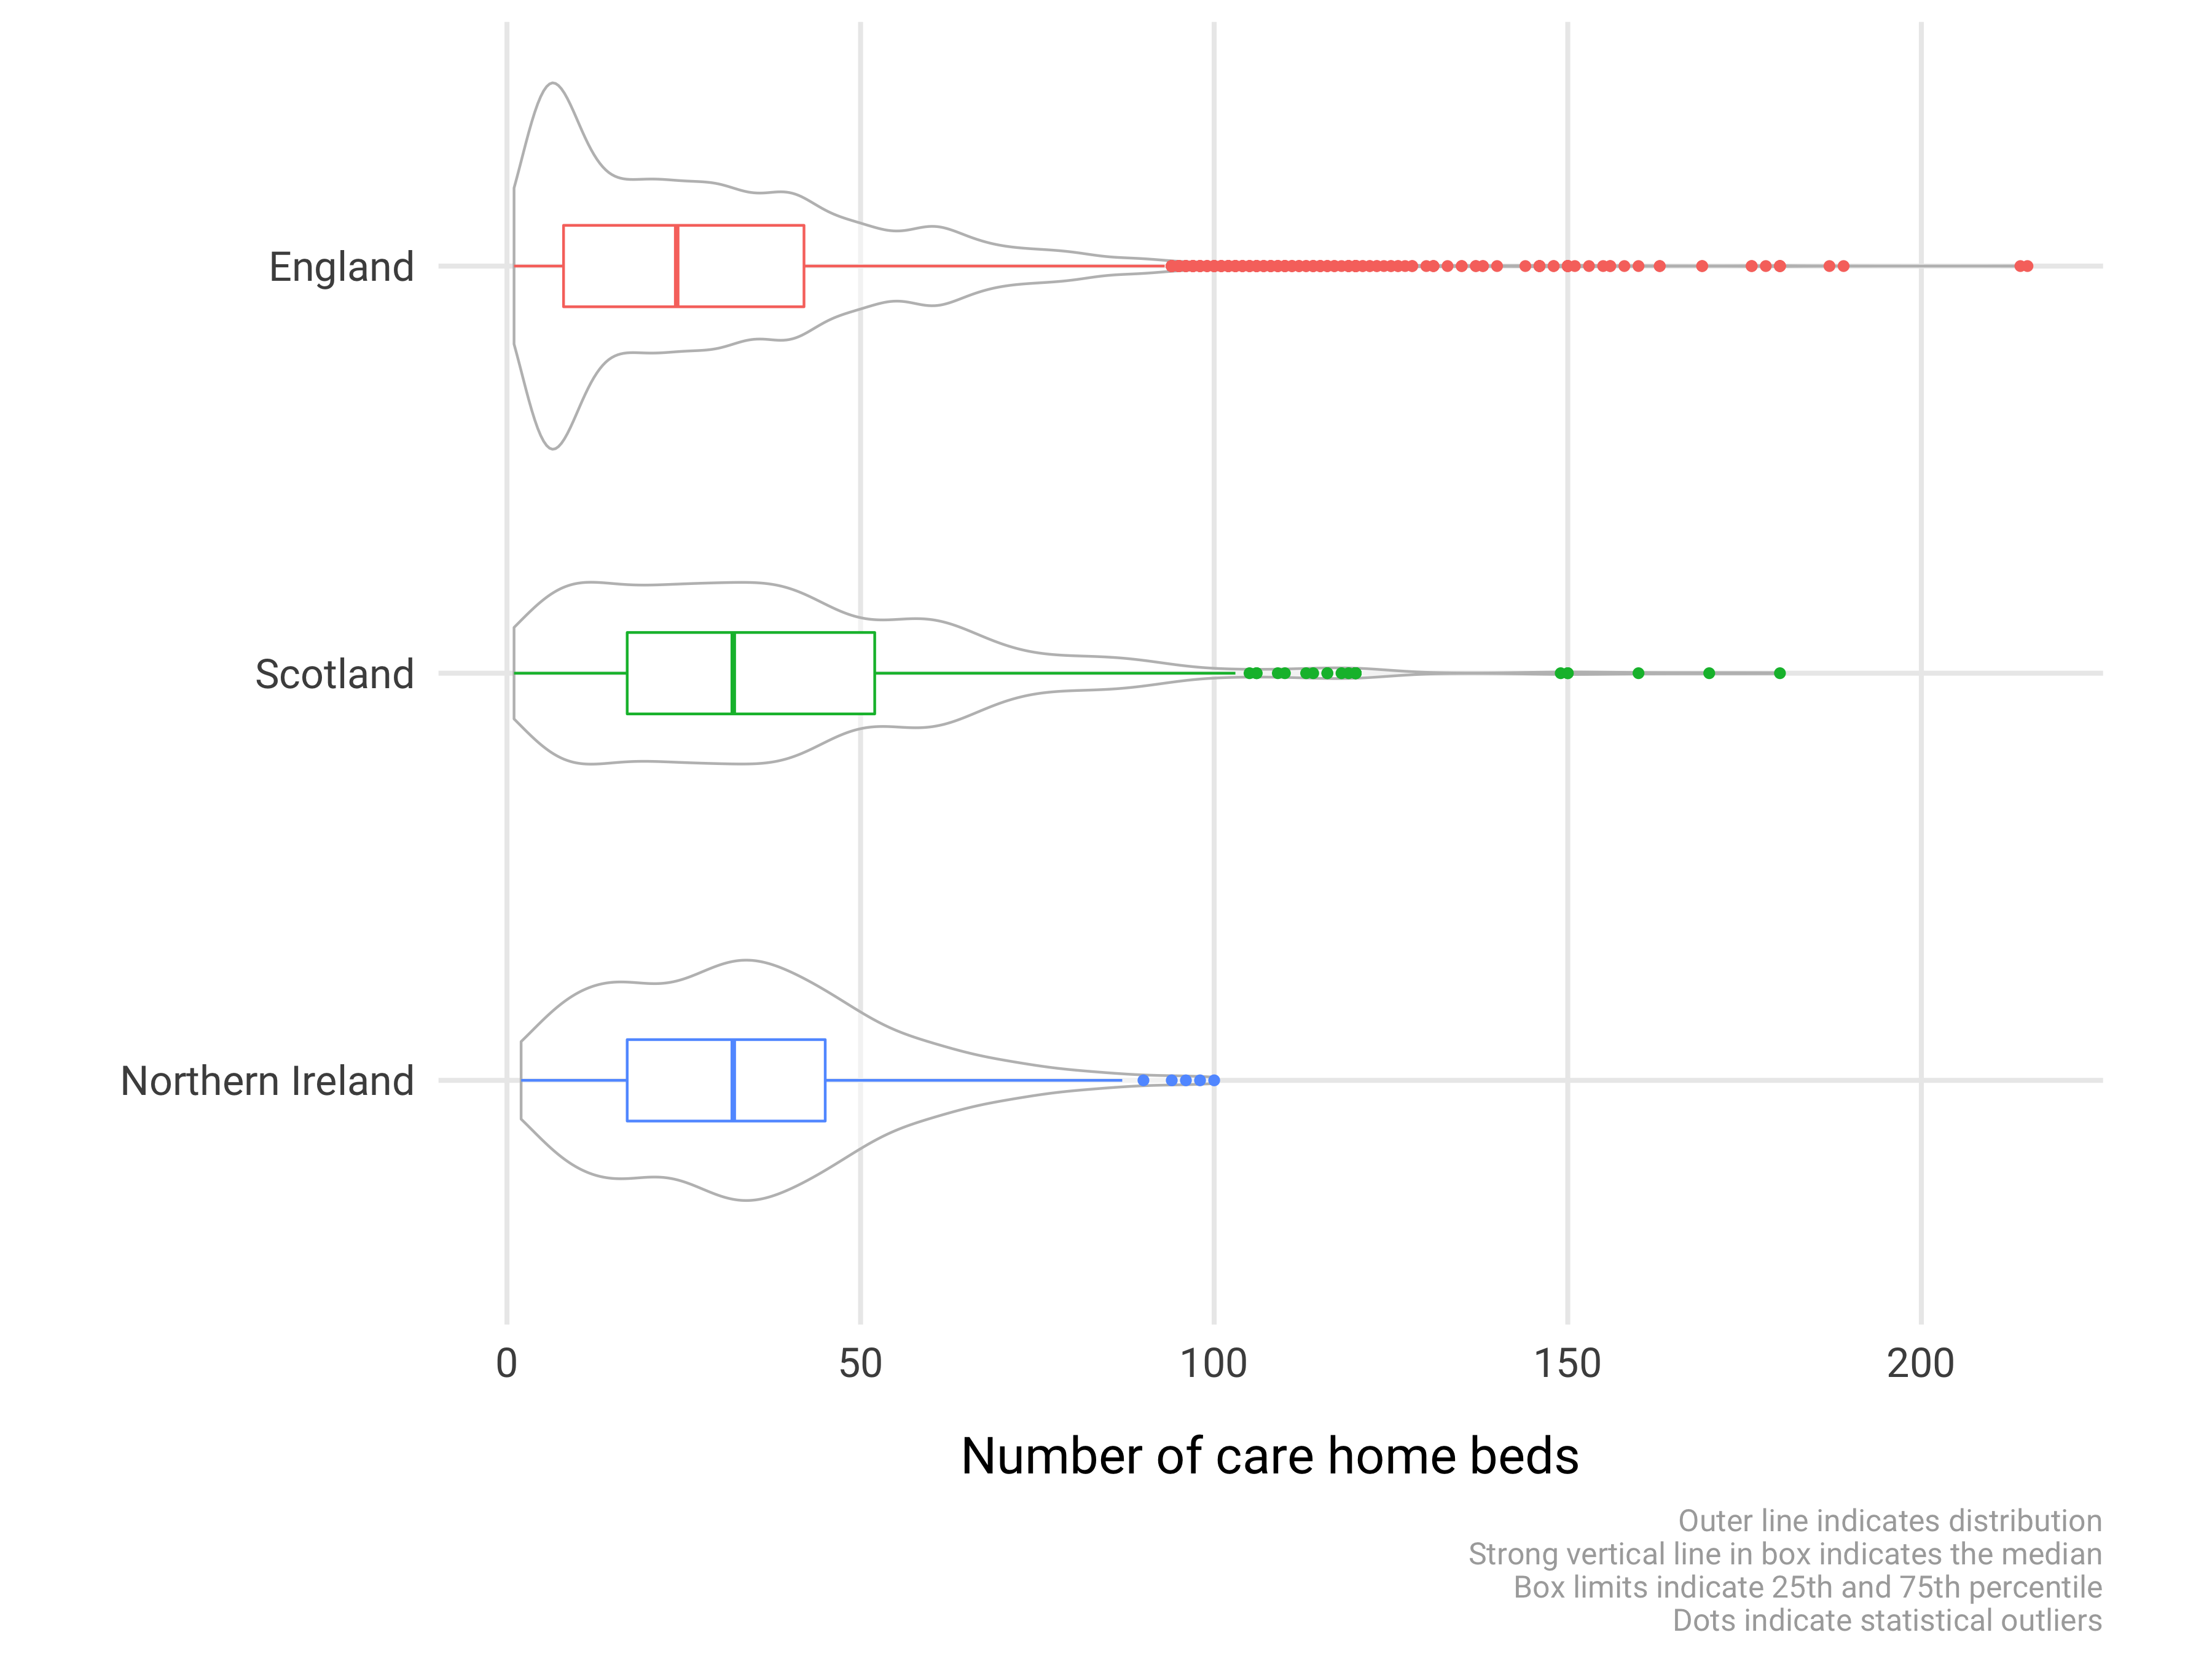 England
Scotland
Northern Ireland
0 50 100 150 200
Number of care home beds
Outer line indicates distribution
Strong vertical line in box indicates the median
Box limits indicate 25th and 75th percentile
Dots indicate statistical outliers